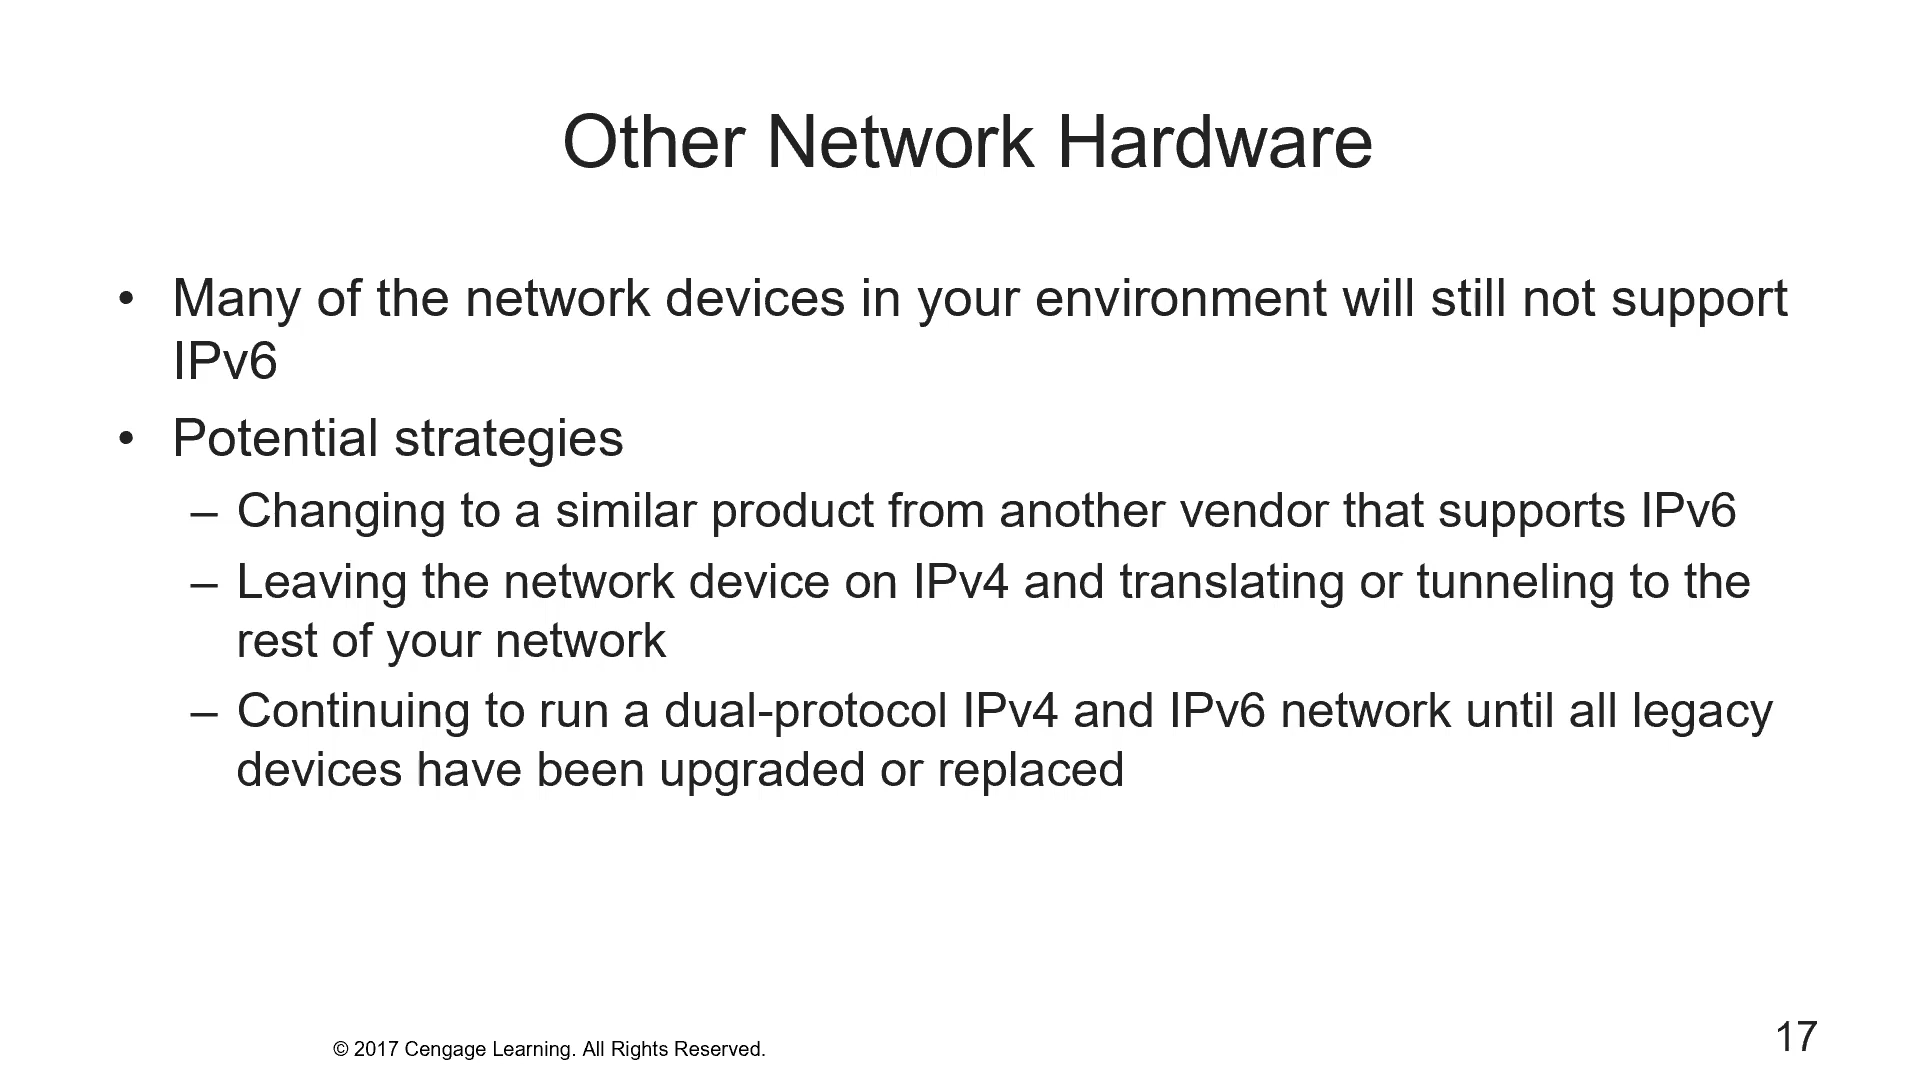 Other Network Hardware
• Many of the network devices in your environment will still not support
IPv6
• Potential strategies
– Changing to a similar product from another vendor that supports IPv6
– Leaving the network device on IPv4 and translating or tunneling to the
rest of your network
– Continuing to run a dual-protocol IPv4 and IPv6 network until all legacy
devices have been upgraded or replaced
© 2017 Cengage Learning. All Rights Reserved.
17